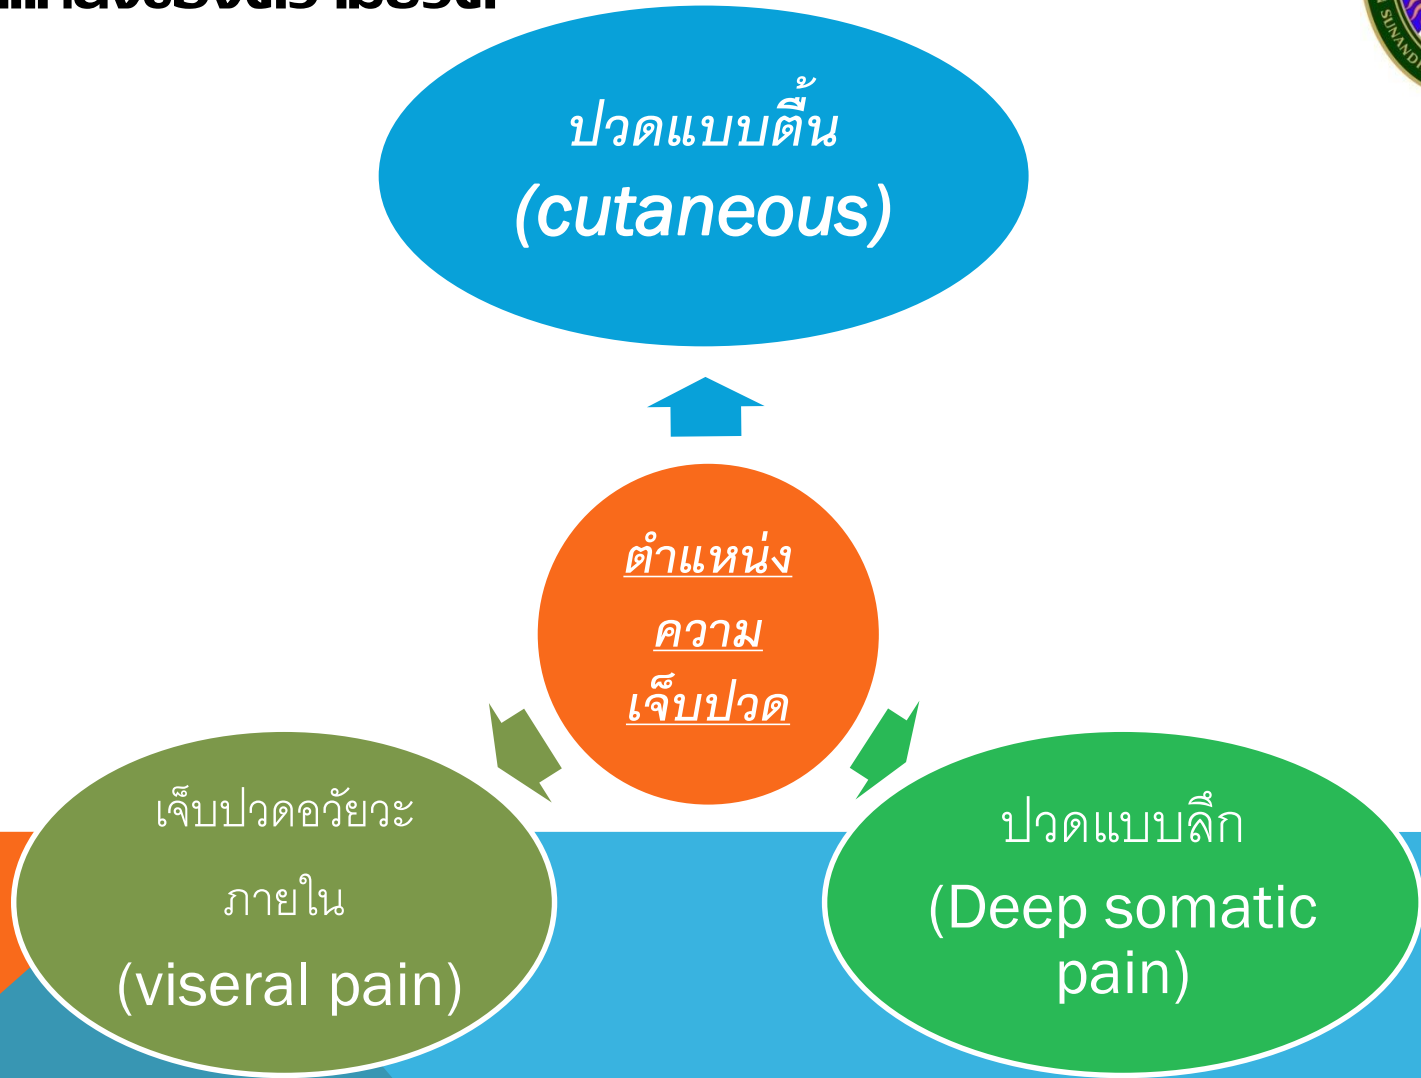 ปวดแบบตื้น
(cutaneous)
ตำแหน่ง
ความ
เจ็บปวด
เจ็บปวดอวัยวะ
ภายใน
(viseral pain)
ปวดแบบลึก
(Deep somatic
pain)